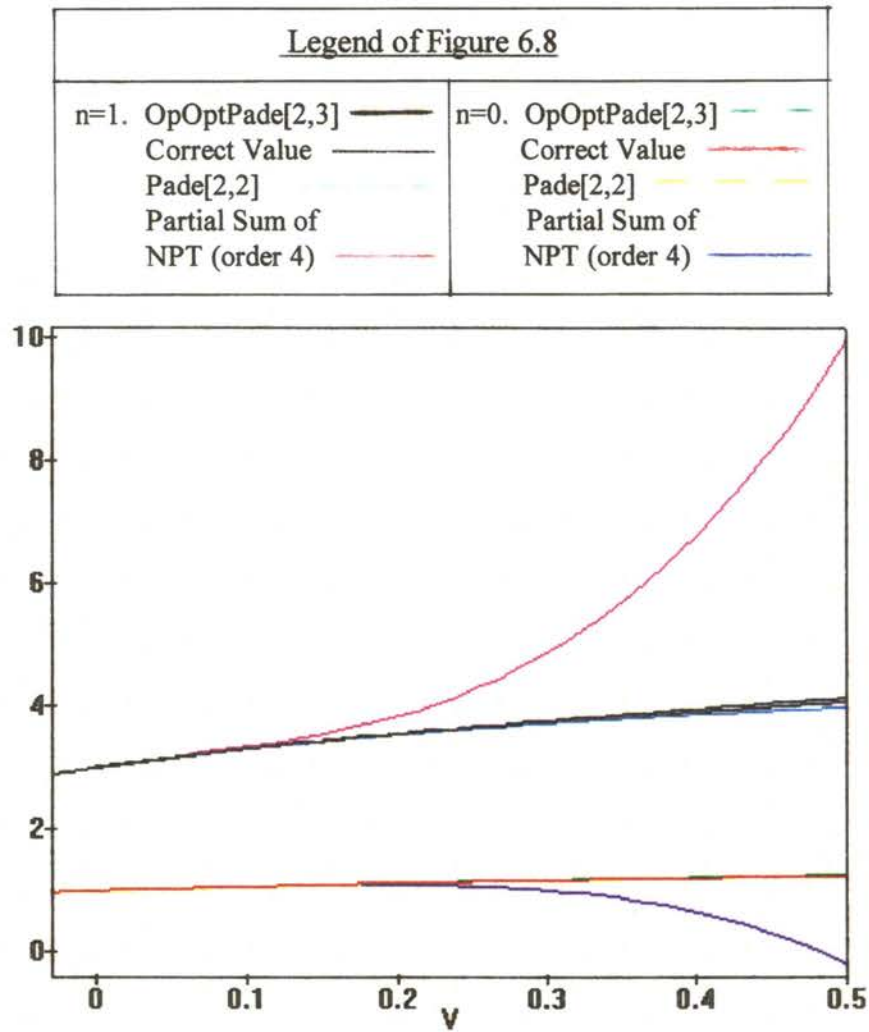 Legend of Figure 6.8
n=1. OpOptPade[2,3]
Correct Value
Pade[2,2]
Partial Sum of
NPT (order 4)
n=0. OpOptPade[2,3]
Correct Value
Pade[2,2]
Partial Sum of
NPT (order 4)
10
8
6
4
2
0
0 0.1 0.2 0.3 0.4 0.5
V